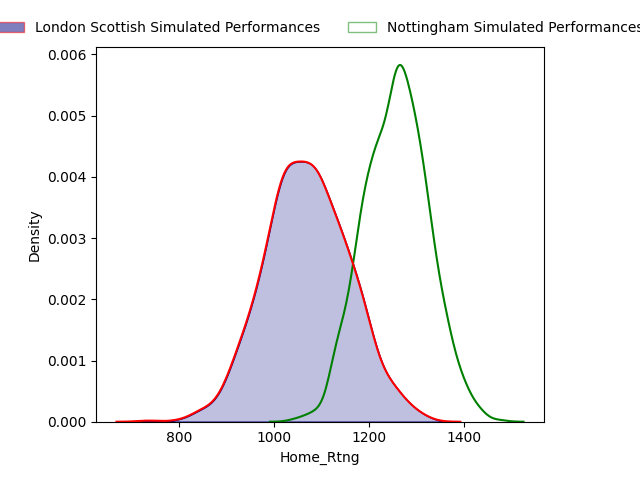 London Scottish Simulated Performances
Nottingham Simulated Performances
0.006
0.005
0.004
0.003
0.002
0.001
0.000
Density
800 1000 1200 1400
Home_Rtng